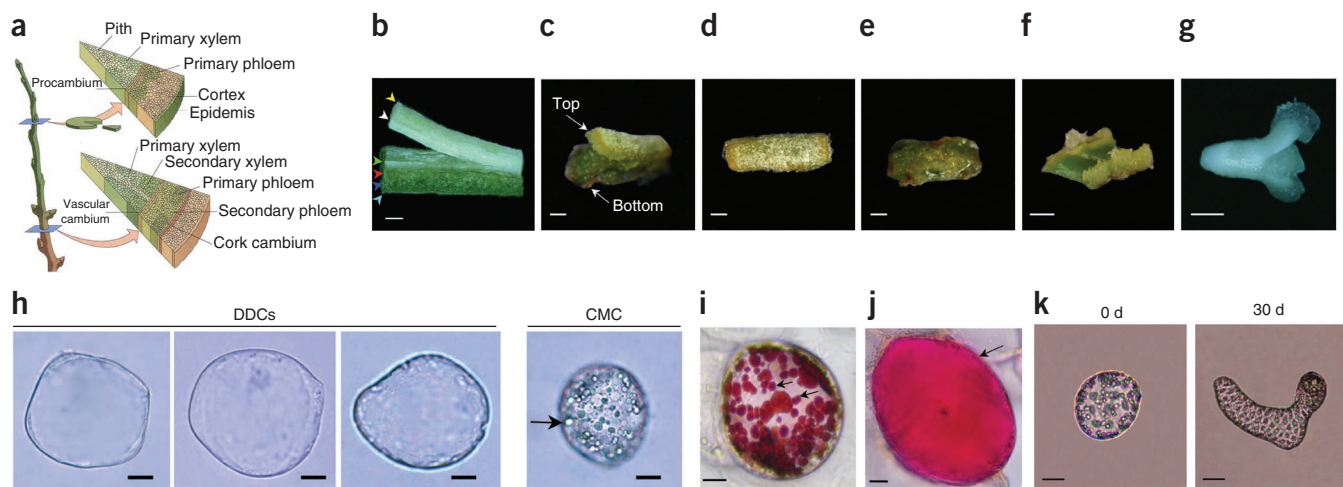 a
Pith
Primary xylem
Primary phloem
Procambium
Cortex
Epidemis
Primary xylem
Secondary xylem
Primary phloem
Vascular
cambium
Secondary phloem
Cork cambium
b
c
Top
Bottom
d
e
f
g
h
DDCs
CMC
i
j
k
0 d
30 d